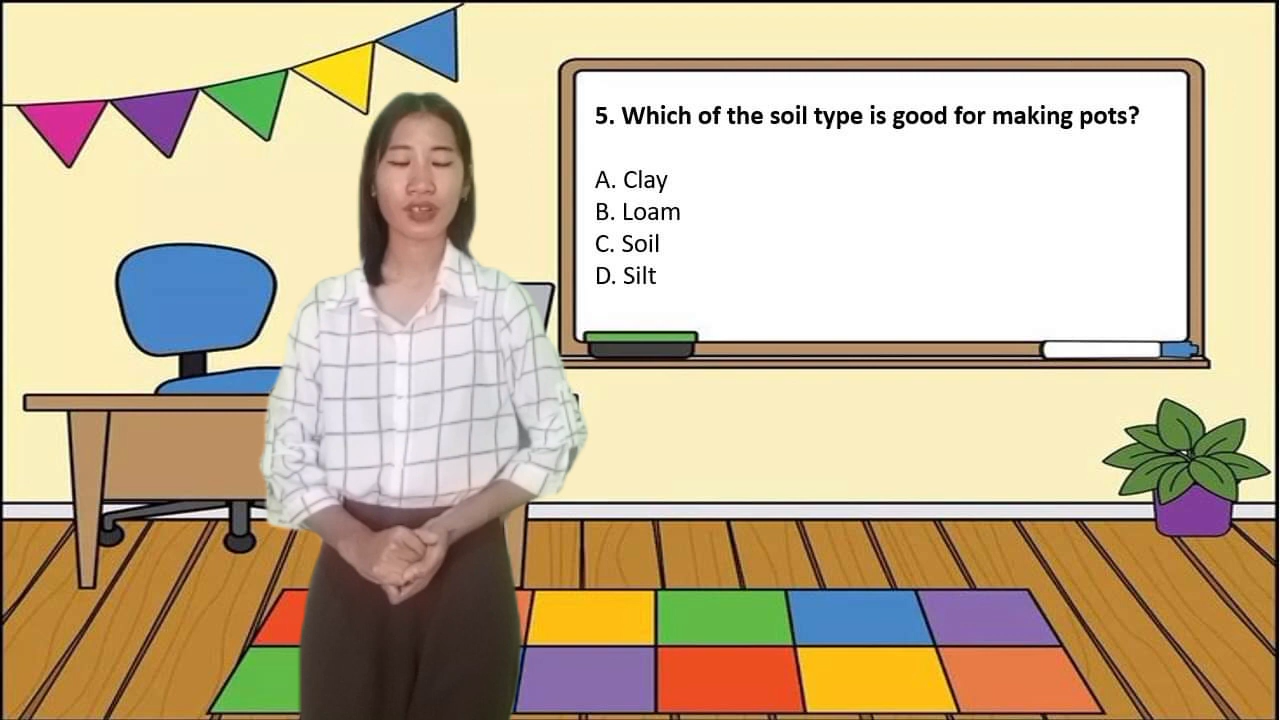 5. Which of the soil type is good for making pots?
A. Clay
B. Loam
C. Soil
D. Silt